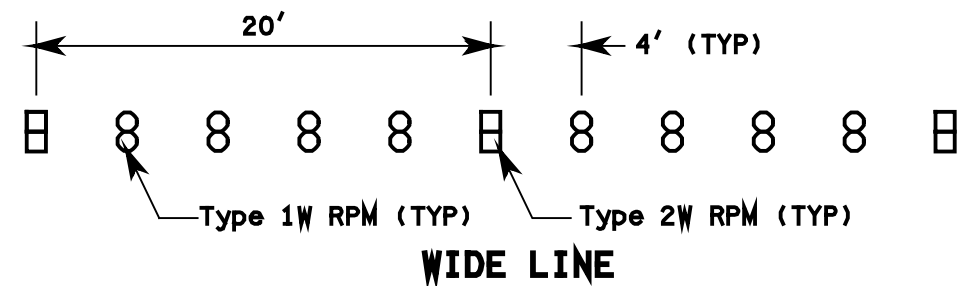 20' 4' (TYP)
Type 1W RPM (TYP) Type 2W RPM (TYP)
WIDE LINE